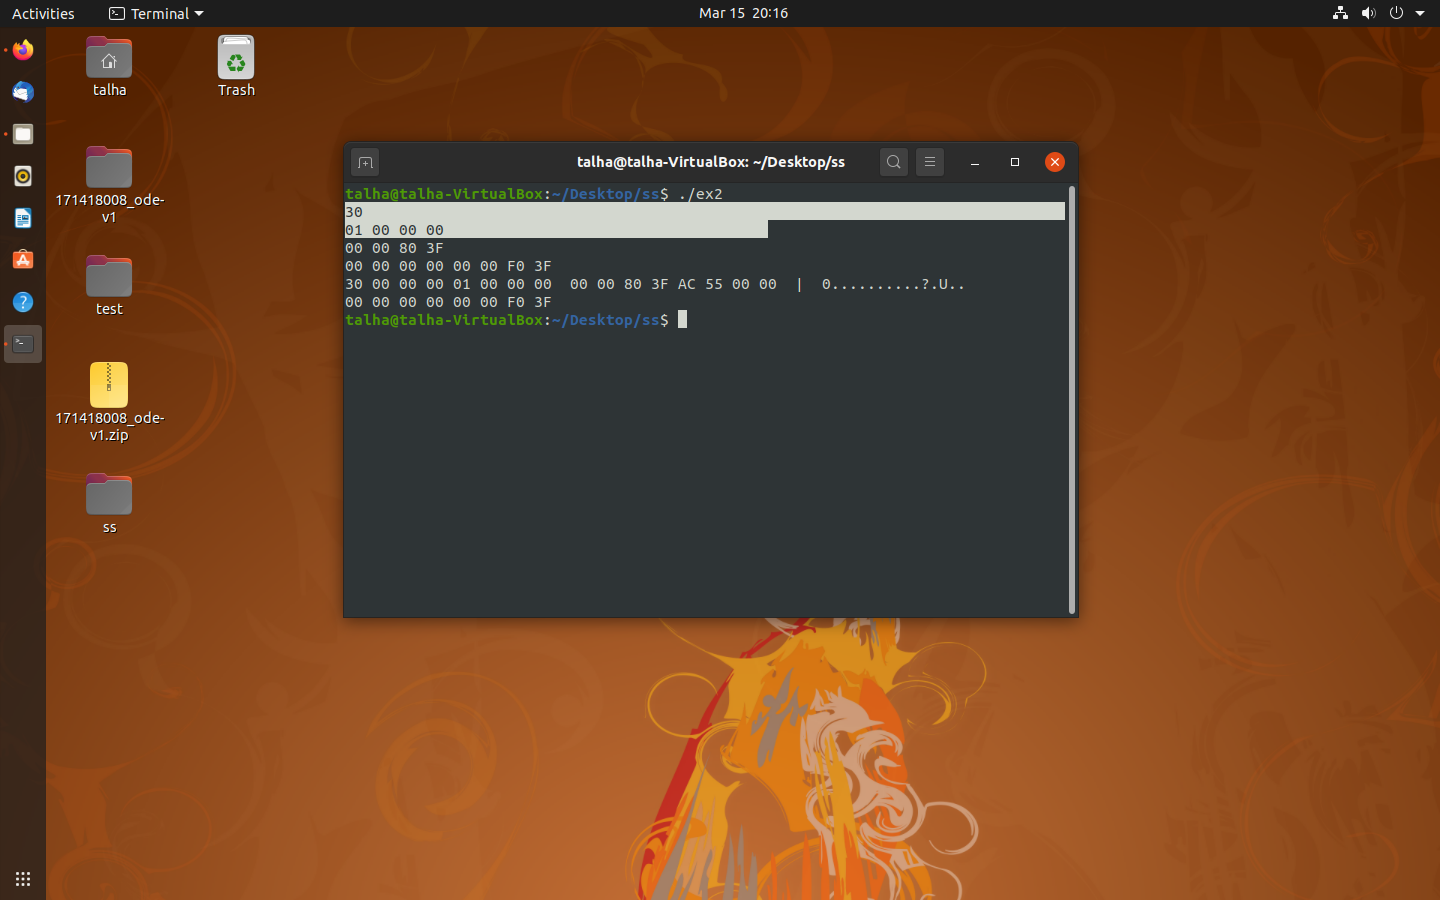 Activities
Terminal
Mar 15 20:16
talha
Trash
171418008_ode-
v1
test
171418008_ode-
v1.zip
ss
talha@talha-VirtualBox: ~/Desktop/ss
talha@talha-VirtualBox:~/Desktop/ss$ ./ex2
30
01 00 00 00
00 00 80 3F
00 00 00 00 00 00 F0 3F
30 00 00 00 01 00 00 00  00 00 80 3F AC 55 00 00  |  0..........?.U..
00 00 00 00 00 00 F0 3F
talha@talha-VirtualBox:~/Desktop/ss$